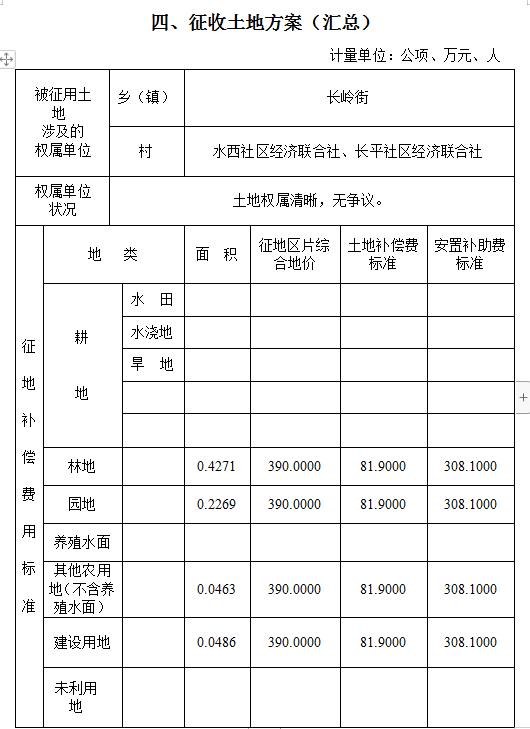 四、征收土地方案（汇总）
计量单位：公项、万元、人
被征用土
地
涉及的
权属单位
乡（镇）
长岭街
村
水西社区经济联合社、长平社区经济联合社
权属单位
状况
土地权属清晰，无争议。
征
地
补
偿
费
用
标
准
地 类
面 积
征地区片综
合地价
土地补偿费
标准
安置补助费
标准
耕
地
水 田
水浇地
旱 地
林地 0.4271 390.0000 81.9000 308.1000
园地 0.2269 390.0000 81.9000 308.1000
养殖水面
其他农用
地（不含养
殖水面）
0.0463 390.0000 81.9000 308.1000
建设用地 0.0486 390.0000 81.9000 308.1000
未利用
地